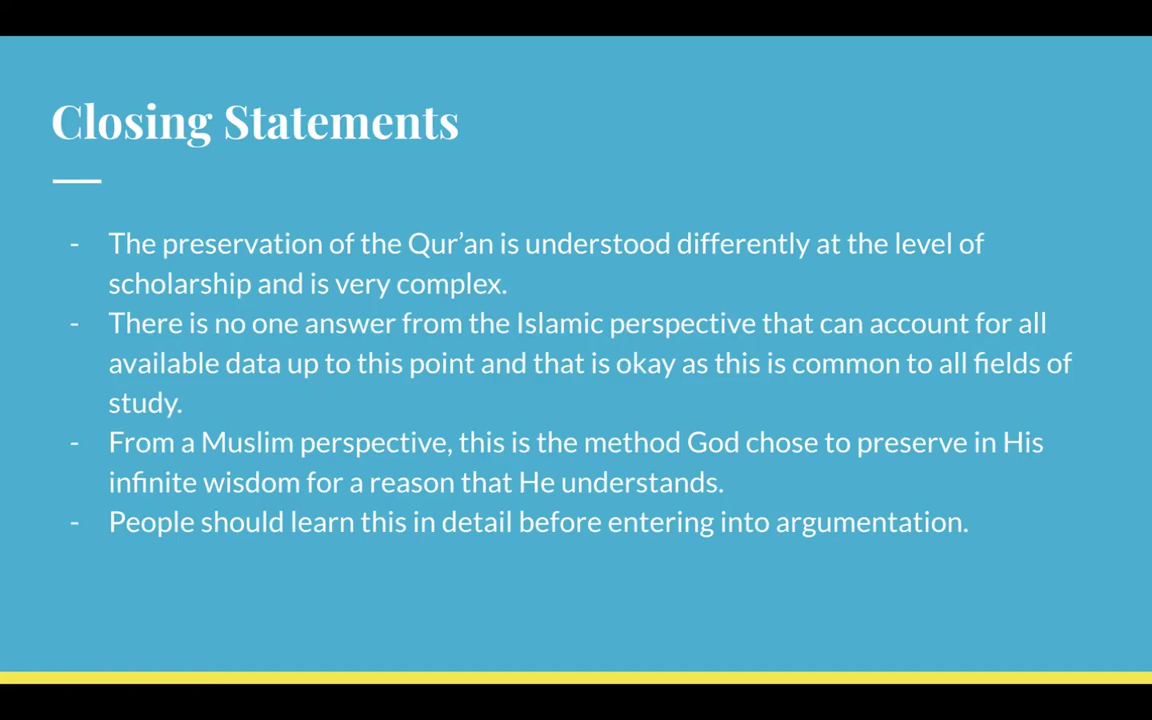 Closing Statements
- The preservation of the Qur’an is understood differently at the level of
scholarship and is very complex.
- There is no one answer from the Islamic perspective that can account for all
available data up to this point and that is okay as this is common to all fields of
study.
- From a Muslim perspective, this is the method God chose to preserve in His
infinite wisdom for a reason that He understands.
- People should learn this in detail before entering into argumentation.